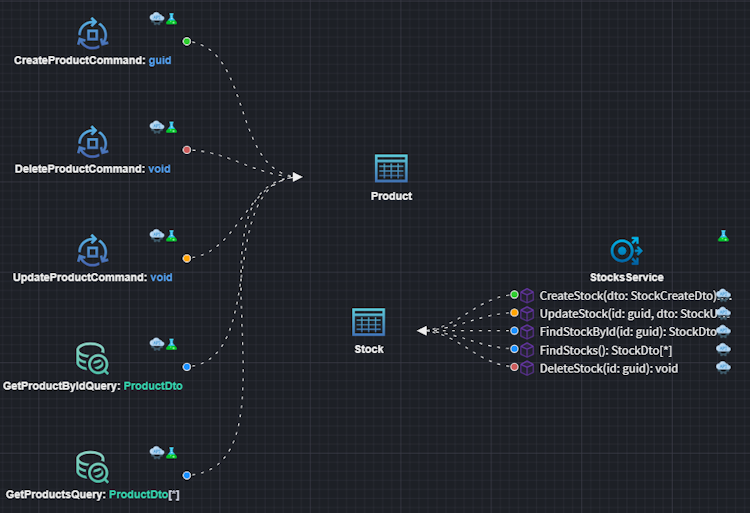 CreateProductCommand: guid
DeleteProductCommand: void
Product
UpdateProductCommand: void
StocksService
CreateStock(dto: StockCreateDto)...
UpdateStock(id: guid, dto: StockU...
FindStockById(id: guid): StockDto
Stock
FindStocks(): StockDto[*]
DeleteStock(id: guid): void
GetProductByIdQuery: ProductDto
GetProductsQuery: ProductDto[*]